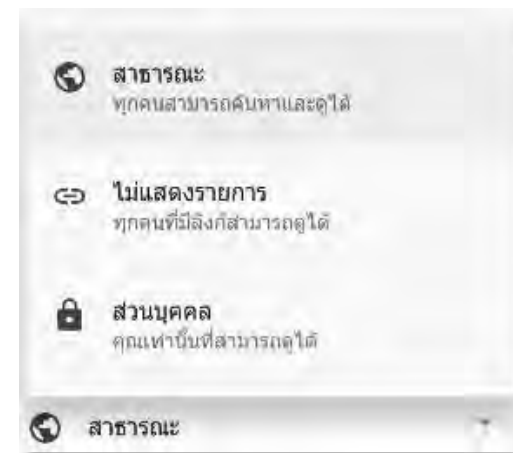 สาธารณะ
ทุกคนสามารถค้นหาและดูได้
ไม่แสดงรายการ
ทุกคนที่มีลิงก์สามารถดูได้
ส่วนบุคคล
คุณเท่านั้นที่สามารถดูได้
สาธารณะ